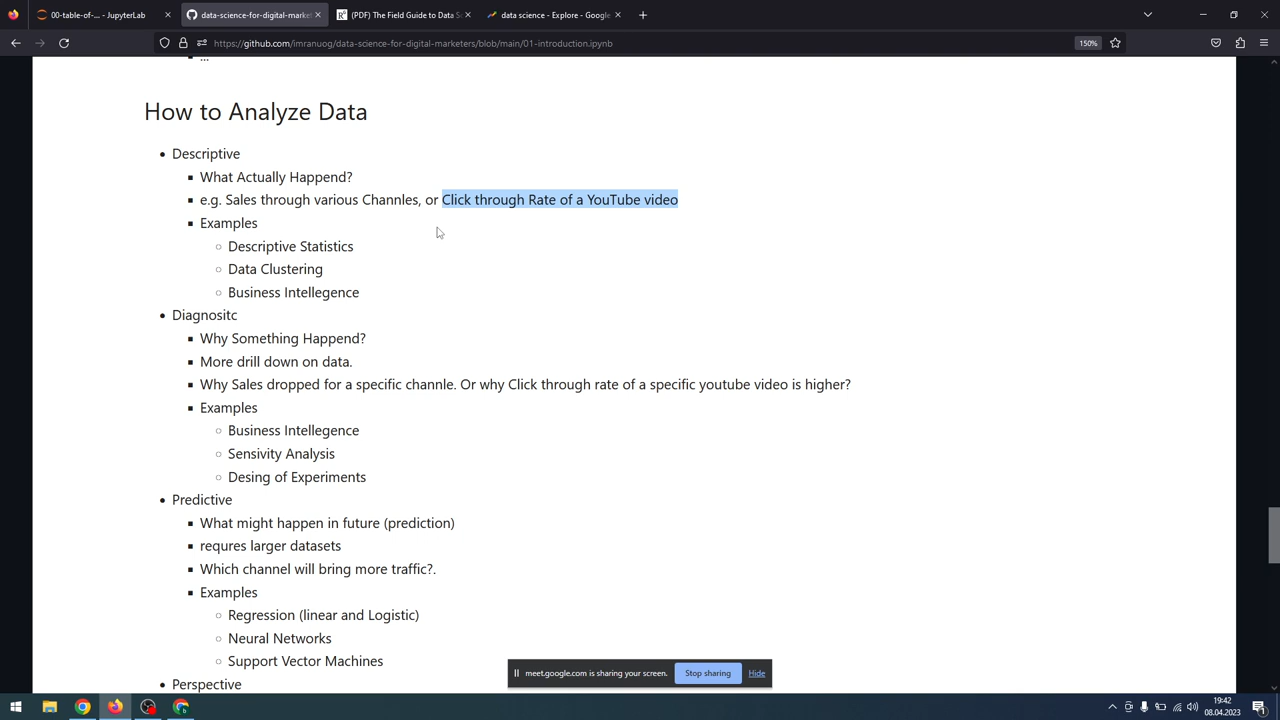 00-table-of-... - JupyterLab
data-science-for-digital-market
(PDF) The Field Guide to Data Sc
data science - Explore - Google
https://github.com/imranuog/data-science-for-digital-marketers/blob/main/01-introduction.ipynb
150%
...
How to Analyze Data
Descriptive
What Actually Happend?
e.g. Sales through various Channles, or Click through Rate of a YouTube video
Examples
Descriptive Statistics
Data Clustering
Business Intellegence
Diagnositc
Why Something Happend?
More drill down on data.
Why Sales dropped for a specific channle. Or why Click through rate of a specific youtube video is higher?
Examples
Business Intellegence
Sensivity Analysis
Desing of Experiments
Predictive
What might happen in future (prediction)
requres larger datasets
Which channel will bring more traffic?.
Examples
Regression (linear and Logistic)
Neural Networks
Support Vector Machines
Perspective
meet.google.com is sharing your screen.
Stop sharing
Hide
19:42
08.04.2023